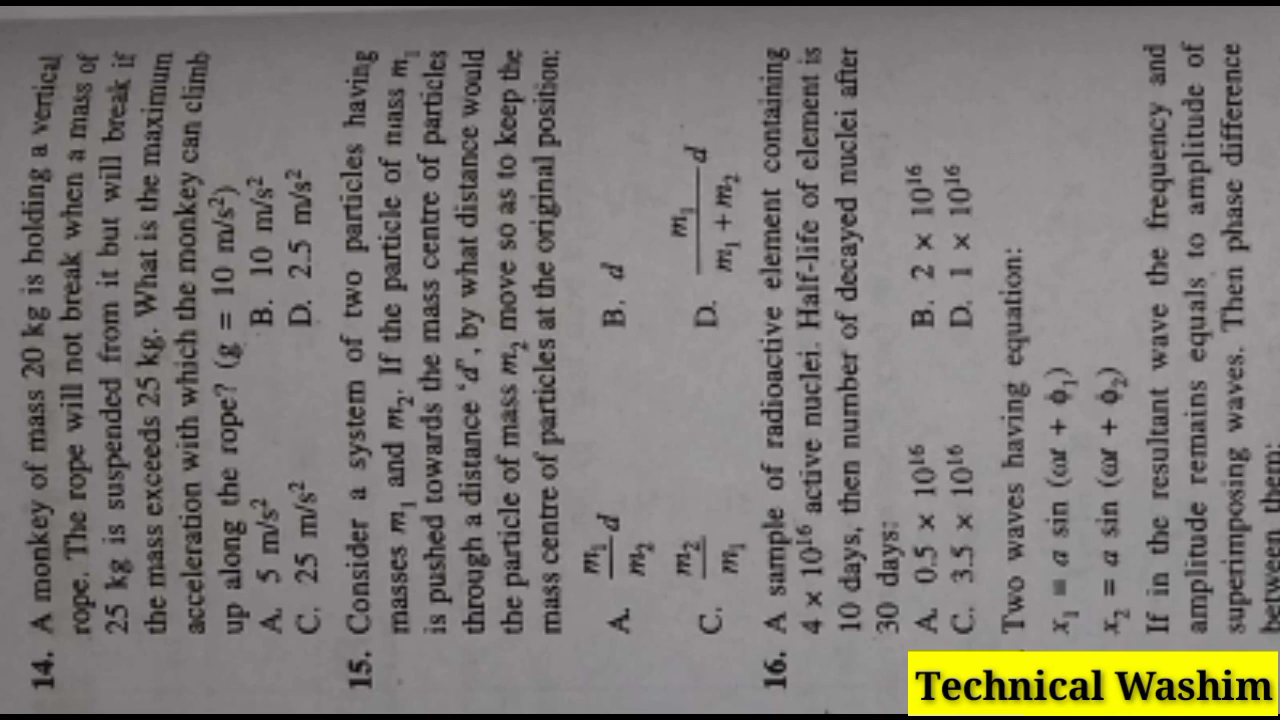 14. A monkey of mass 20 kg is holding a vertical
rope. The rope will not break when a mass of
25 kg is suspended from it but will break if
the mass exceeds 25 kg. What is the maximum
acceleration with which the monkey can climb
up along the rope? (g = 10 m/s²)
A. 5 m/s² B. 10 m/s²
C. 25 m/s² D. 2.5 m/s²
15. Consider a system of two particles having
masses m₁ and m₂. If the particle of mass m₁
is pushed towards the mass centre of particles
through a distance ‘d’, by what distance would
the particle of mass m₂ move so as to keep the
mass centre of particles at the original position:
A. m₁/m₂ d B. d
C. m₂/m₁ D. m₁/(m₁ + m₂) d
16. A sample of radioactive element containing
4 × 10¹⁶ active nuclei. Half-life of element is
10 days, then number of decayed nuclei after
30 days:
A. 0.5 × 10¹⁶ B. 2 × 10¹⁶
C. 3.5 × 10¹⁶ D. 1 × 10¹⁶
Two waves having equation:
x₁ = a sin (ωt + ϕ₁)
x₂ = a sin (ωt + ϕ₂)
If in the resultant wave the frequency and
amplitude remains equals to amplitude of
superimposing waves. Then phase difference
between them:
Technical Washim